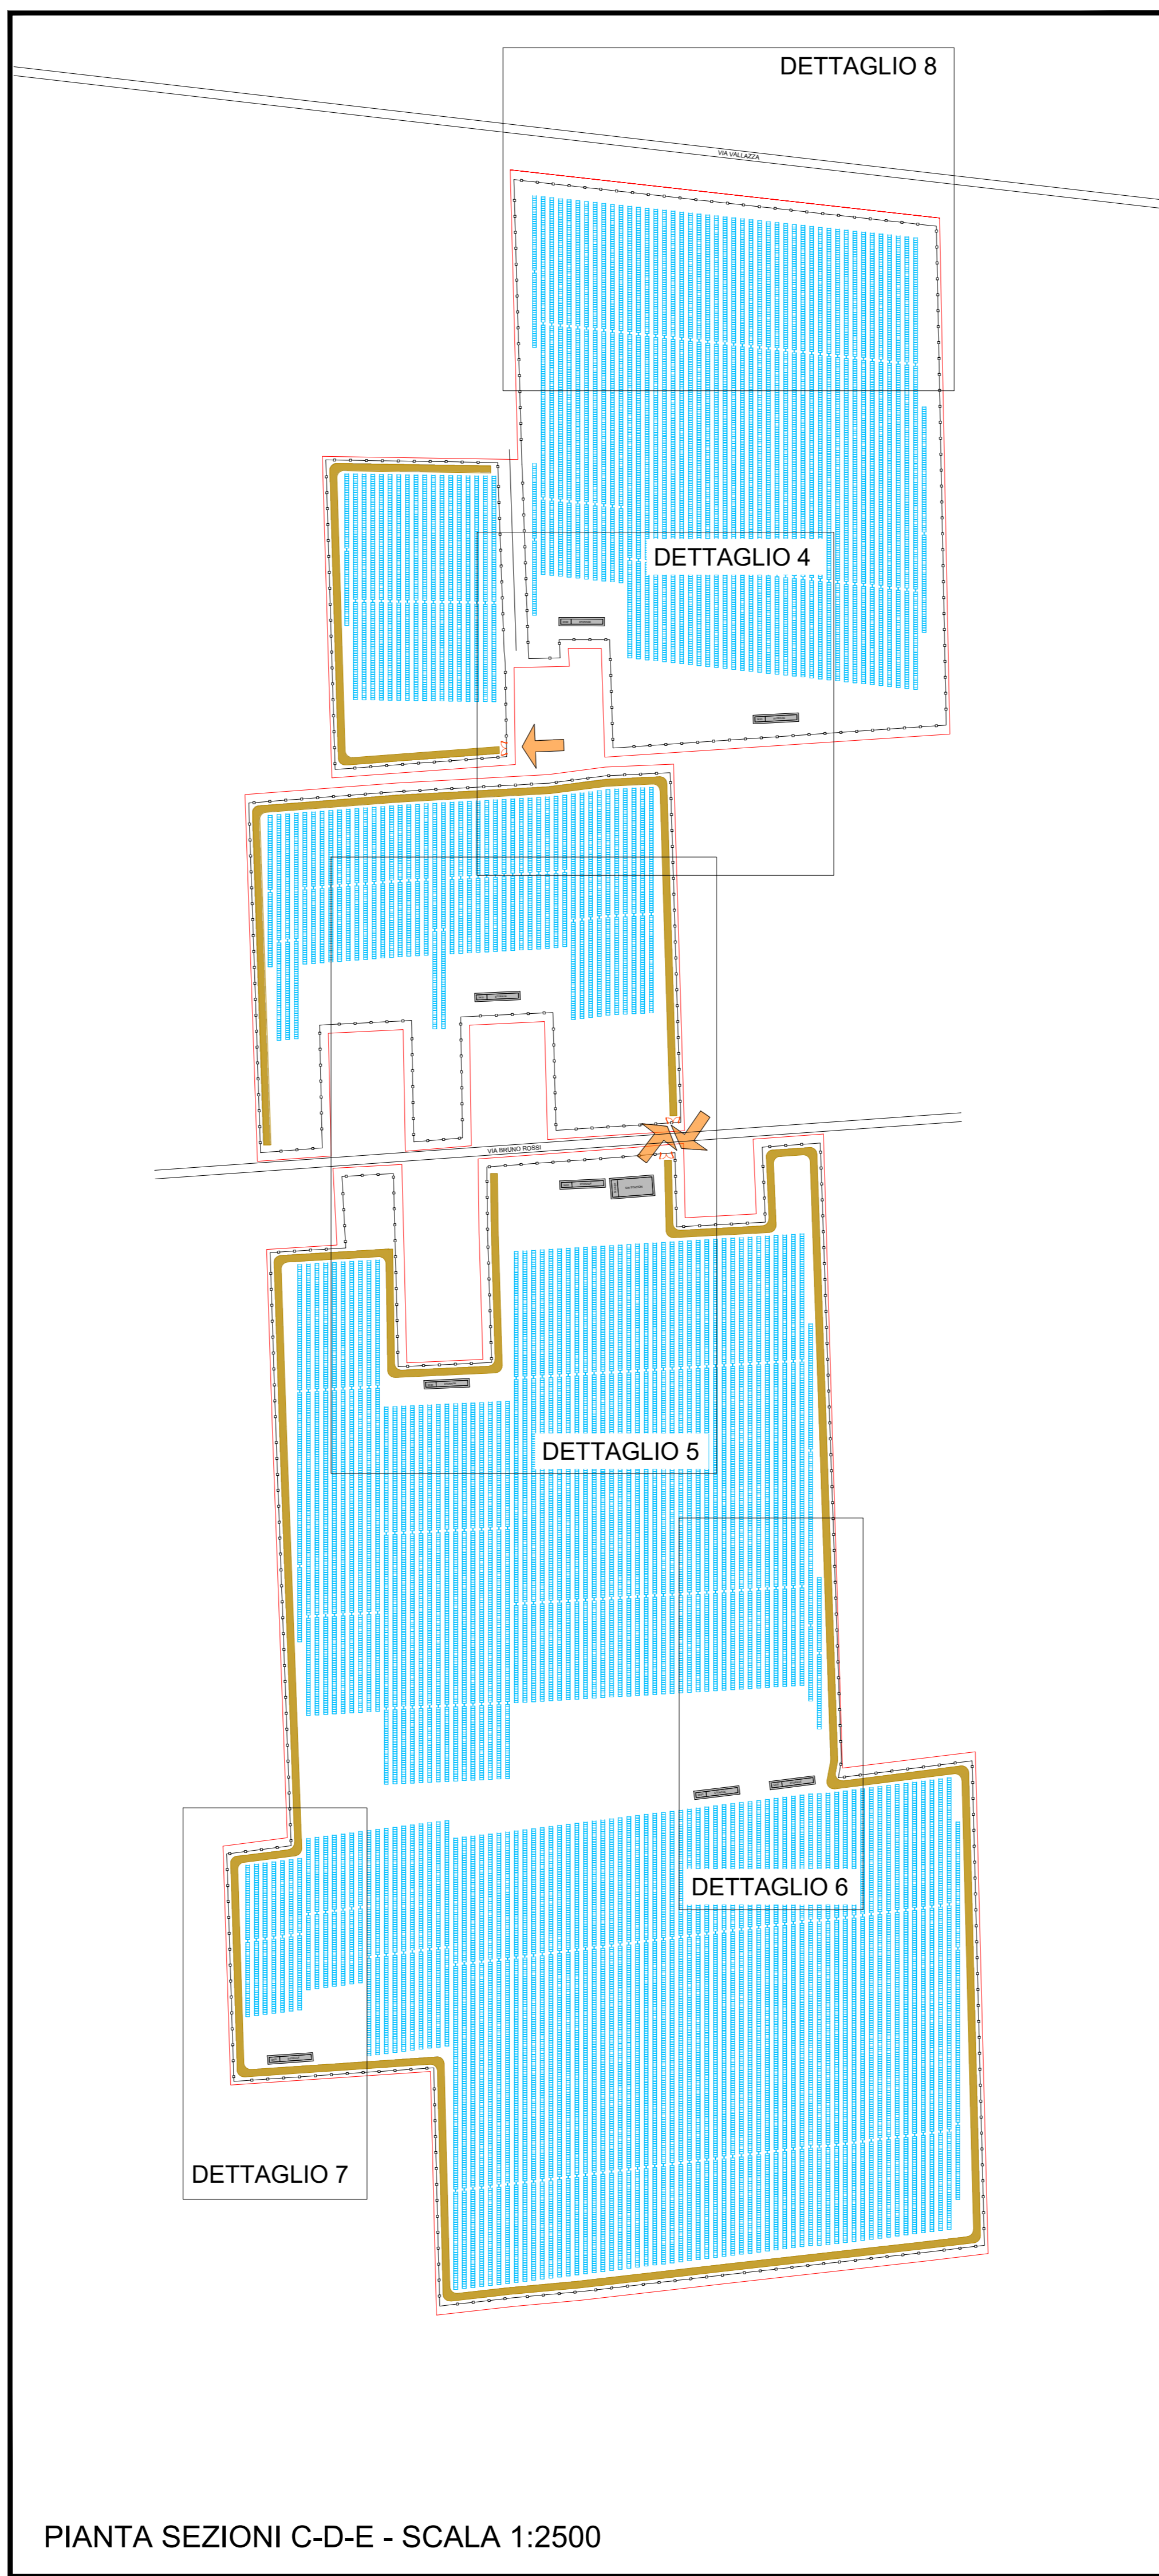 DETTAGLIO 8
VIA VALLAZZA
DETTAGLIO 4
VIA BRUNO ROSSI
DETTAGLIO 5
DETTAGLIO 6
DETTAGLIO 7
PIANTA SEZIONI C-D-E - SCALA 1:2500